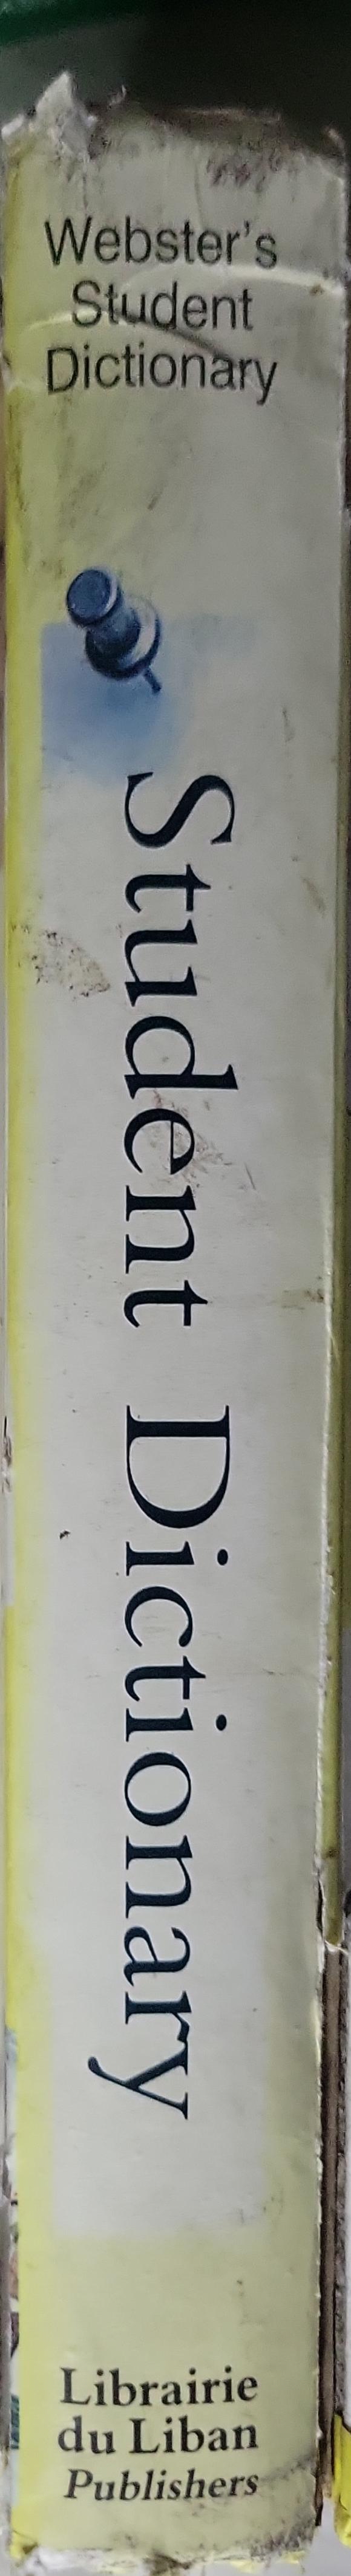 Webster's
Student
Dictionary
Student Dictionary
Librairie
du Liban
Publishers